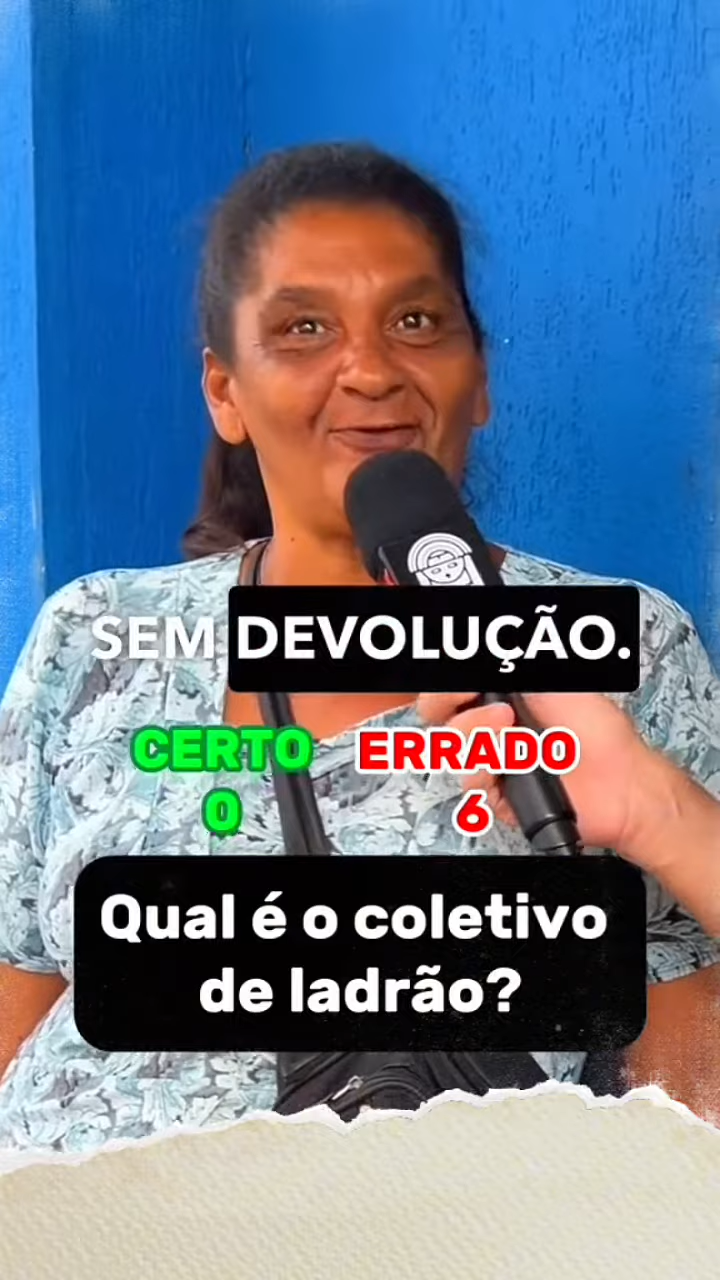 SEM DEVOLUÇÃO.
CERTO ERRADO
0 6
Qual é o coletivo
de ladrão?